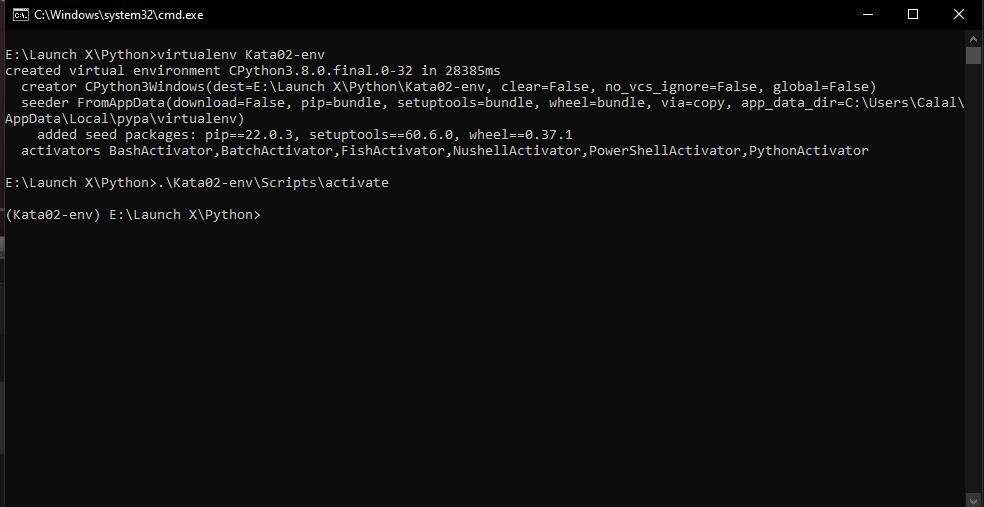 C:\Windows\system32\cmd.exe
E:\Launch X\Python>virtualenv Kata02-env
created virtual environment CPython3.8.0.final.0-32 in 28385ms
  creator CPython3Windows(dest=E:\Launch X\Python\Kata02-env, clear=False, no_vcs_ignore=False, global=False)
  seeder FromAppData(download=False, pip=bundle, setuptools=bundle, wheel=bundle, via=copy, app_data_dir=C:\Users\Calal\
AppData\Local\pypa\virtualenv)
    added seed packages: pip==22.0.3, setuptools==60.6.0, wheel==0.37.1
  activators BashActivator,BatchActivator,FishActivator,NushellActivator,PowerShellActivator,PythonActivator
E:\Launch X\Python>.\Kata02-env\Scripts\activate
(Kata02-env) E:\Launch X\Python>